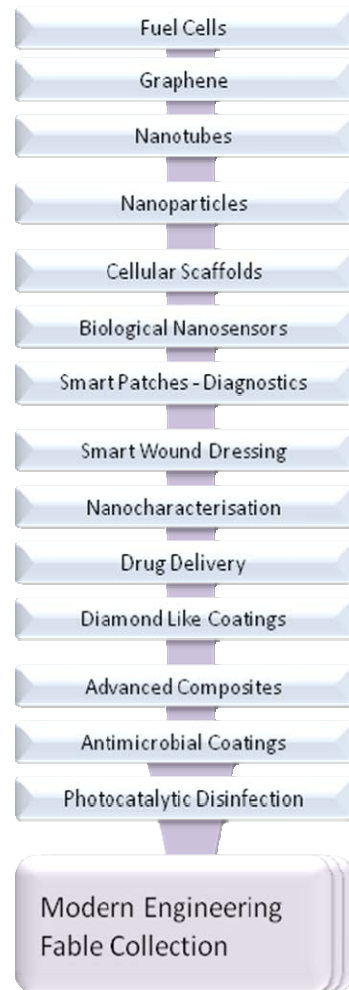 Fuel Cells
Graphene
Nanotubes
Nanoparticles
Cellular Scaffolds
Biological Nanosensors
Smart Patches - Diagnostics
Smart Wound Dressing
Nanocharacterisation
Drug Delivery
Diamond Like Coatings
Advanced Composites
Antimicrobial Coatings
Photocatalytic Disinfection
Modern Engineering
Fable Collection